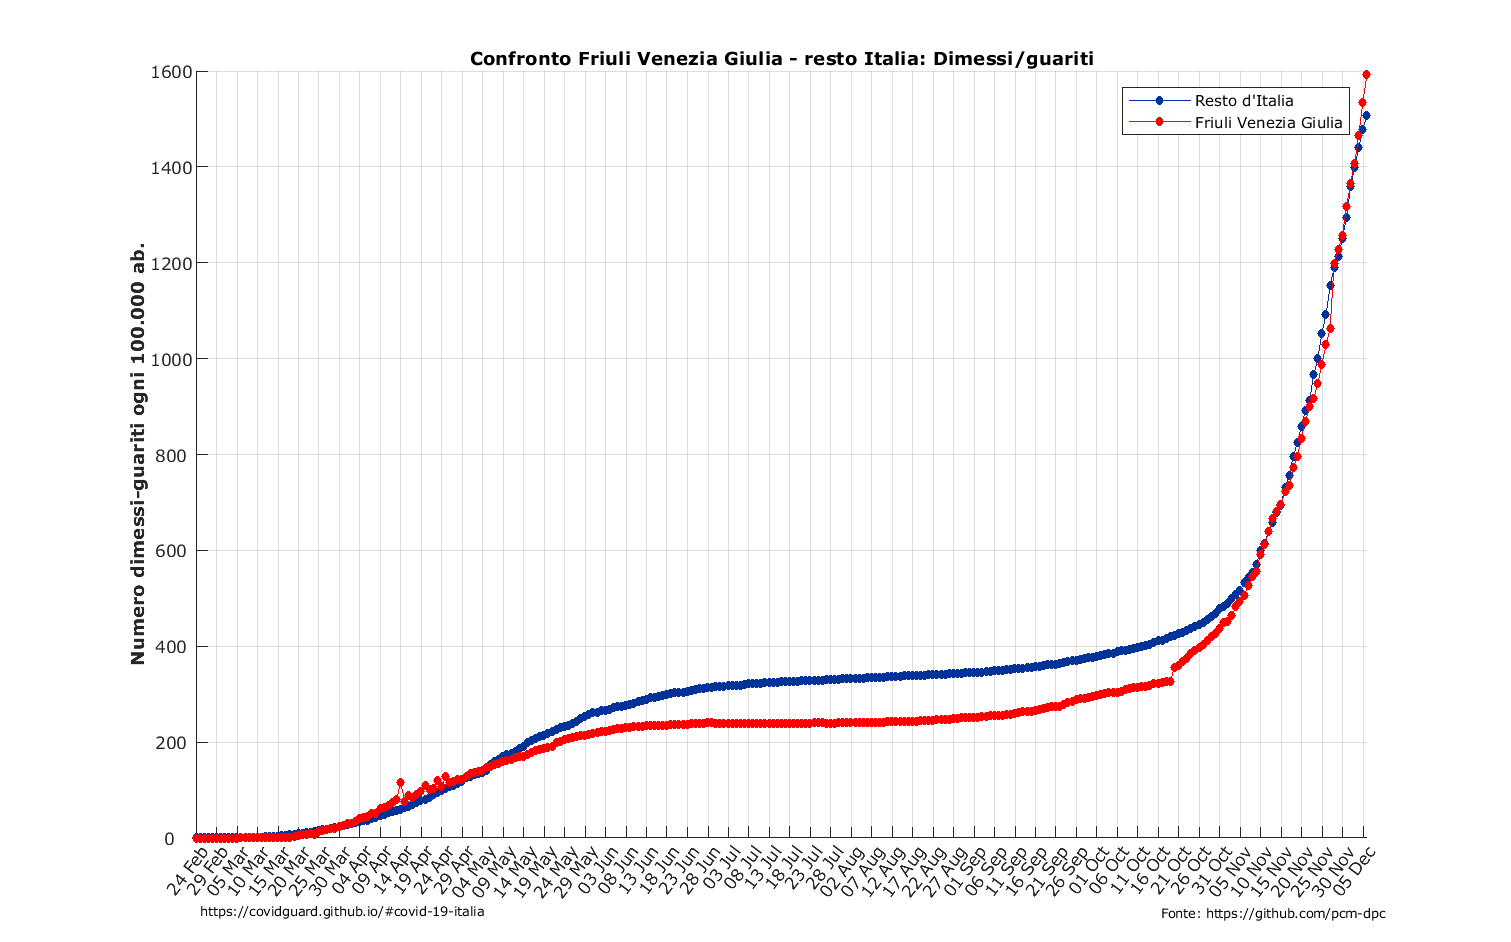 Confronto Friuli Venezia Giulia - resto Italia: Dimessi/guariti
Numero dimessi-guariti ogni 100.000 ab.
1600
1400
1200
1000
800
600
400
200
0
Resto d'Italia
Friuli Venezia Giulia
24 Feb
29 Feb
05 Mar
10 Mar
15 Mar
20 Mar
25 Mar
30 Mar
04 Apr
09 Apr
14 Apr
19 Apr
24 Apr
29 Apr
04 May
09 May
14 May
19 May
24 May
29 May
03 Jun
08 Jun
13 Jun
18 Jun
23 Jun
28 Jun
03 Jul
08 Jul
13 Jul
18 Jul
23 Jul
28 Jul
02 Aug
07 Aug
12 Aug
17 Aug
22 Aug
27 Aug
01 Sep
06 Sep
11 Sep
16 Sep
21 Sep
26 Sep
01 Oct
06 Oct
11 Oct
16 Oct
21 Oct
26 Oct
31 Oct
05 Nov
10 Nov
15 Nov
20 Nov
25 Nov
30 Nov
05 Dec
https://covidguard.github.io/#covid-19-italia
Fonte: https://github.com/pcm-dpc